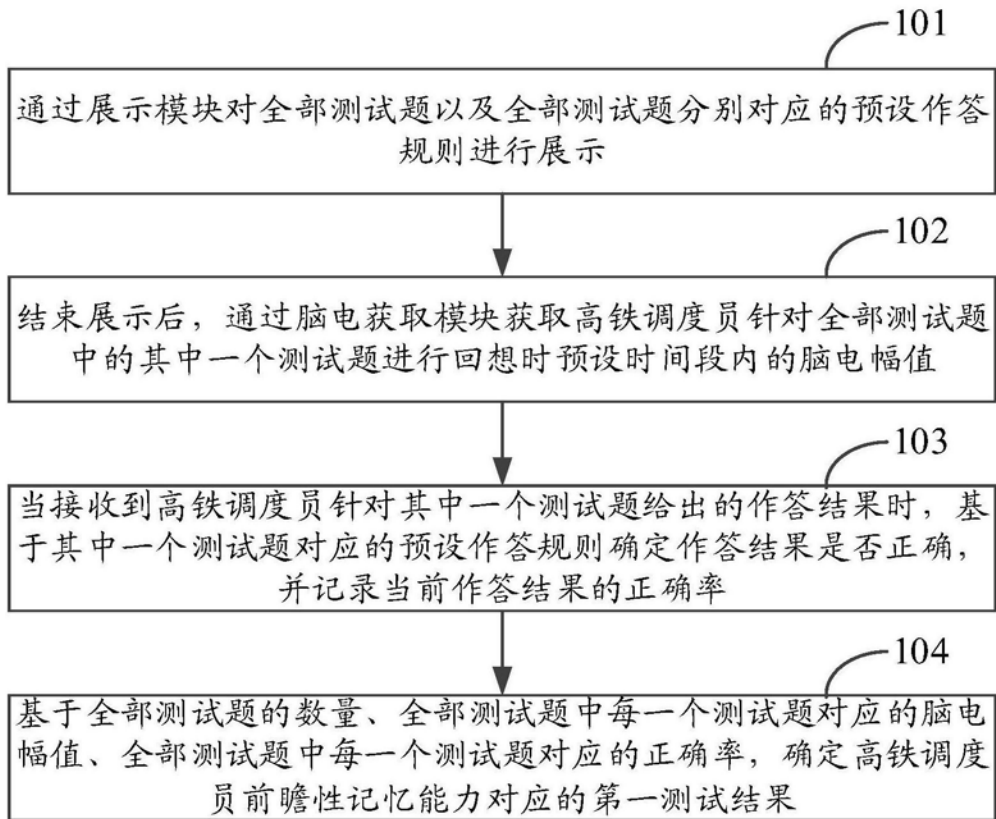 101
通过展示模块对全部测试题以及全部测试题分别对应的预设作答
规则进行展示
102
结束展示后，通过脑电获取模块获取高铁调度员针对全部测试题
中的其中一个测试题进行回想时预设时间段内的脑电幅值
103
当接收到高铁调度员针对其中一个测试题给出的作答结果时，基
于其中一个测试题对应的预设作答规则确定作答结果是否正确，
并记录当前作答结果的正确率
104
基于全部测试题的数量、全部测试题中每一个测试题对应的脑电
幅值、全部测试题中每一个测试题对应的正确率，确定高铁调度
员前瞻性记忆能力对应的第一测试结果